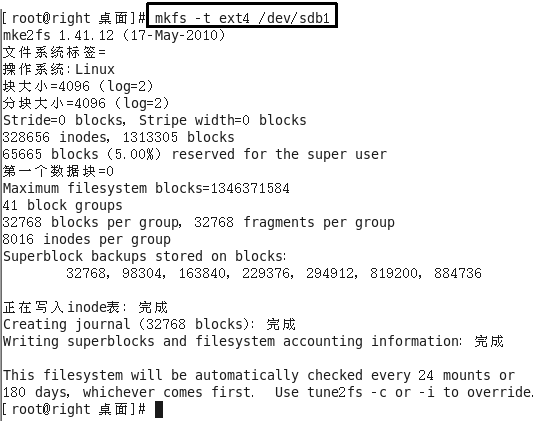 [root@right 桌面]# mkfs -t ext4 /dev/sdb1
mke2fs 1.41.12 (17-May-2010)
文件系统标签=
操作系统:Linux
块大小=4096 (log=2)
分块大小=4096 (log=2)
Stride=0 blocks, Stripe width=0 blocks
328656 inodes, 1313305 blocks
65665 blocks (5.00%) reserved for the super user
第一个数据块=0
Maximum filesystem blocks=1346371584
41 block groups
32768 blocks per group, 32768 fragments per group
8016 inodes per group
Superblock backups stored on blocks:
32768, 98304, 163840, 229376, 294912, 819200, 884736
正在写入inode表: 完成
Creating journal (32768 blocks): 完成
Writing superblocks and filesystem accounting information: 完成
This filesystem will be automatically checked every 24 mounts or
180 days, whichever comes first. Use tune2fs -c or -i to override.
[root@right 桌面]#